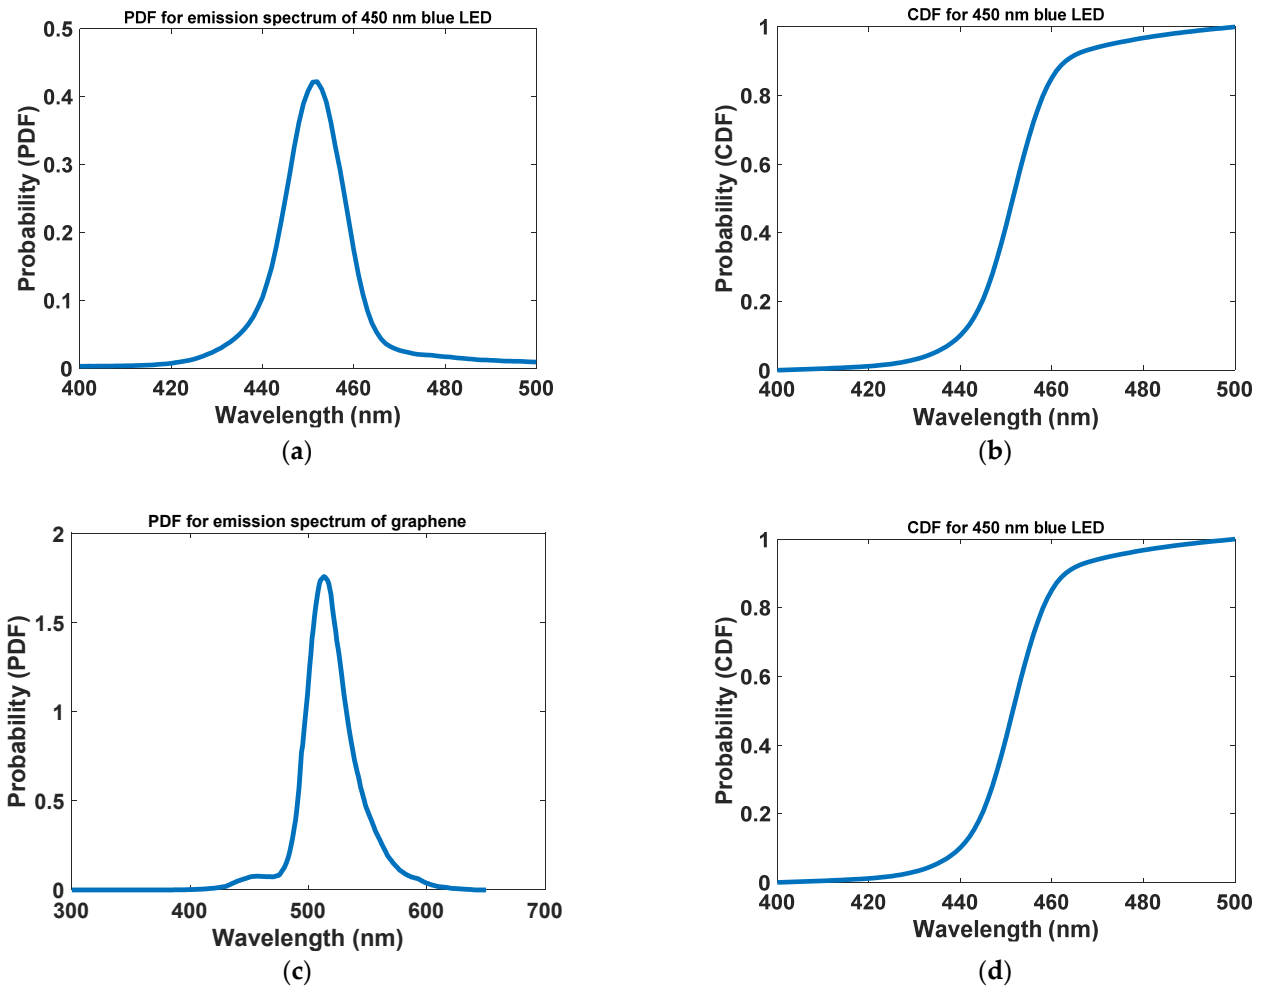 PDF for emission spectrum of 450 nm blue LED
0.5
0.4
0.3
0.2
0.1
0
Probability (PDF)
400 420 440 460 480 500
Wavelength (nm)
(a)
CDF for 450 nm blue LED
1
0.8
0.6
0.4
0.2
0
Probability (CDF)
400 420 440 460 480 500
Wavelength (nm)
(b)
PDF for emission spectrum of graphene
2
1.5
1
0.5
0
Probability (PDF)
300 400 500 600 700
Wavelength (nm)
(c)
CDF for 450 nm blue LED
1
0.8
0.6
0.4
0.2
0
Probability (CDF)
400 420 440 460 480 500
Wavelength (nm)
(d)